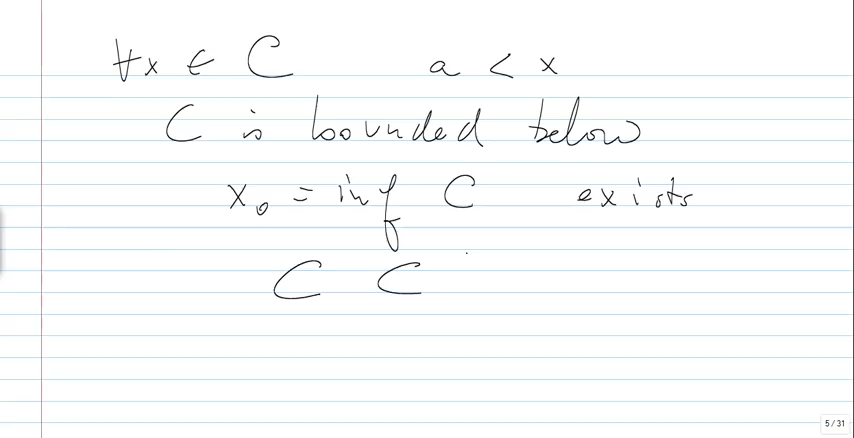 ∀x ∈ C a < x
C is bounded below
x₀ = inf C exists
C C
5 / 31